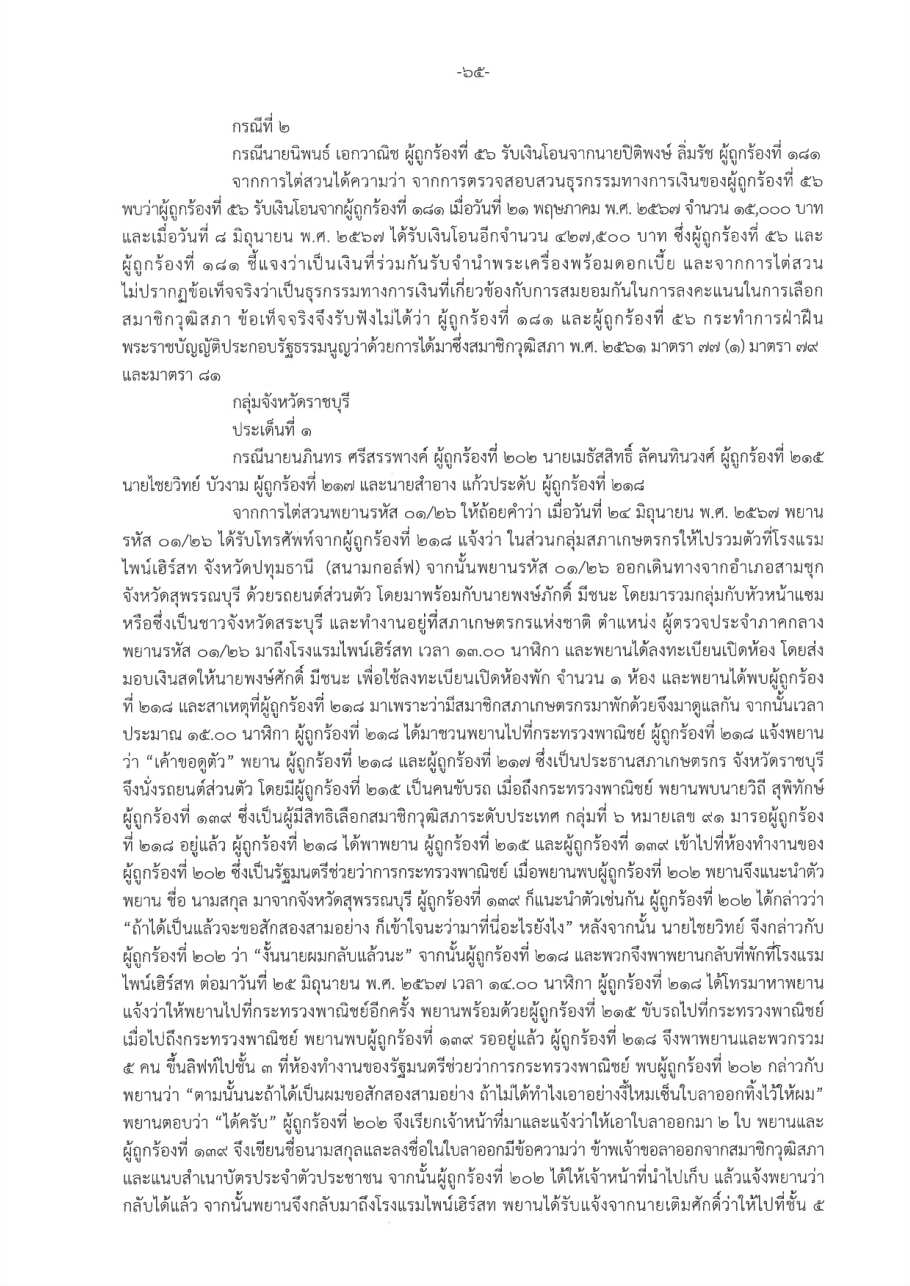 -๖๕-
กรณีที่ ๒
กรณีนายนิพนธ์ เอกวาณิช ผู้ถูกร้องที่ ๕๖ รับเงินโอนจากนายปิติพงษ์ ลิ่มรัช ผู้ถูกร้องที่ ๑๘๑
จากการไต่สวนได้ความว่า จากการตรวจสอบสวนธุรกรรมทางการเงินของผู้ถูกร้องที่ ๕๖
พบว่าผู้ถูกร้องที่ ๕๖ รับเงินโอนจากผู้ถูกร้องที่ ๑๘๑ เมื่อวันที่ ๒๑ พฤษภาคม พ.ศ. ๒๕๖๗ จำนวน ๑๕,๐๐๐ บาท
และเมื่อวันที่ ๘ มิถุนายน พ.ศ. ๒๕๖๗ ได้รับเงินโอนอีกจำนวน ๔๒๗,๕๐๐ บาท ซึ่งผู้ถูกร้องที่ ๕๖ และ
ผู้ถูกร้องที่ ๑๘๑ ชี้แจงว่าเป็นเงินที่ร่วมกันรับจำนำพระเครื่องพร้อมดอกเบี้ย และจากการไต่สวน
ไม่ปรากฏข้อเท็จจริงว่าเป็นธุรกรรมทางการเงินที่เกี่ยวข้องกับการสมยอมกันในการลงคะแนนในการเลือก
สมาชิกวุฒิสภา ข้อเท็จจริงจึงรับฟังไม่ได้ว่า ผู้ถูกร้องที่ ๑๘๑ และผู้ถูกร้องที่ ๕๖ กระทำการฝ่าฝืน
พระราชบัญญัติประกอบรัฐธรรมนูญว่าด้วยการได้มาซึ่งสมาชิกวุฒิสภา พ.ศ. ๒๕๖๑ มาตรา ๗๗ (๑) มาตรา ๗๙
และมาตรา ๘๑
กลุ่มจังหวัดราชบุรี
ประเด็นที่ ๑
กรณีนายนภินทร ศรีสรรพางค์ ผู้ถูกร้องที่ ๒๐๒ นายเมธัสสิทธิ์ ลัคนทินวงศ์ ผู้ถูกร้องที่ ๒๑๕
นายไชยวิทย์ บัวงาม ผู้ถูกร้องที่ ๒๑๗ และนายสำอาง แก้วประดับ ผู้ถูกร้องที่ ๒๑๘
จากการไต่สวนพยานรหัส ๐๑/๒๖ ให้ถ้อยคำว่า เมื่อวันที่ ๒๔ มิถุนายน พ.ศ. ๒๕๖๗ พยาน
รหัส ๐๑/๒๖ ได้รับโทรศัพท์จากผู้ถูกร้องที่ ๒๑๘ แจ้งว่า ในส่วนกลุ่มสภาเกษตรกรให้ไปรวมตัวที่โรงแรม
ไพน์เฮิร์สท จังหวัดปทุมธานี (สนามกอล์ฟ) จากนั้นพยานรหัส ๐๑/๒๖ ออกเดินทางจากอำเภอสามชุก
จังหวัดสุพรรณบุรี ด้วยรถยนต์ส่วนตัว โดยมาพร้อมกับนายพงษ์ภักดิ์ มีชนะ โดยมารวมกลุ่มกับหัวหน้าแซม
หรือซึ่งเป็นชาวจังหวัดสระบุรี และทำงานอยู่ที่สภาเกษตรกรแห่งชาติ ตำแหน่ง ผู้ตรวจประจำภาคกลาง
พยานรหัส ๐๑/๒๖ มาถึงโรงแรมไพน์เฮิร์สท เวลา ๑๓.๐๐ นาฬิกา และพยานได้ลงทะเบียนเปิดห้อง โดยส่ง
มอบเงินสดให้นายพงษ์ศักดิ์ มีชนะ เพื่อใช้ลงทะเบียนเปิดห้องพัก จำนวน ๑ ห้อง และพยานได้พบผู้ถูกร้อง
ที่ ๒๑๘ และสาเหตุที่ผู้ถูกร้องที่ ๒๑๘ มาเพราะว่ามีสมาชิกสภาเกษตรกรมาพักด้วยจึงมาดูแลกัน จากนั้นเวลา
ประมาณ ๑๕.๐๐ นาฬิกา ผู้ถูกร้องที่ ๒๑๘ ได้มาชวนพยานไปที่กระทรวงพาณิชย์ ผู้ถูกร้องที่ ๒๑๘ แจ้งพยาน
ว่า “เค้าขอดูตัว” พยาน ผู้ถูกร้องที่ ๒๑๘ และผู้ถูกร้องที่ ๒๑๗ ซึ่งเป็นประธานสภาเกษตรกร จังหวัดราชบุรี
จึงนั่งรถยนต์ส่วนตัว โดยมีผู้ถูกร้องที่ ๒๑๕ เป็นคนขับรถ เมื่อถึงกระทรวงพาณิชย์ พยานพบนายวิถี สุพิทักษ์
ผู้ถูกร้องที่ ๑๓๙ ซึ่งเป็นผู้มีสิทธิเลือกสมาชิกวุฒิสภาระดับประเทศ กลุ่มที่ ๖ หมายเลข ๙๑ มารอผู้ถูกร้อง
ที่ ๒๑๘ อยู่แล้ว ผู้ถูกร้องที่ ๒๑๘ ได้พาพยาน ผู้ถูกร้องที่ ๒๑๕ และผู้ถูกร้องที่ ๑๓๙ เข้าไปที่ห้องทำงานของ
ผู้ถูกร้องที่ ๒๐๒ ซึ่งเป็นรัฐมนตรีช่วยว่าการกระทรวงพาณิชย์ เมื่อพยานพบผู้ถูกร้องที่ ๒๐๒ พยานจึงแนะนำตัว
พยาน ชื่อ นามสกุล มาจากจังหวัดสุพรรณบุรี ผู้ถูกร้องที่ ๑๓๙ ก็แนะนำตัวเช่นกัน ผู้ถูกร้องที่ ๒๐๒ ได้กล่าวว่า
“ถ้าได้เป็นแล้วจะขอสักสองสามอย่าง ก็เข้าใจนะว่ามาที่นี่อะไรยังไง” หลังจากนั้น นายไชยวิทย์ จึงกล่าวกับ
ผู้ถูกร้องที่ ๒๐๒ ว่า “งั้นนายผมกลับแล้วนะ” จากนั้นผู้ถูกร้องที่ ๒๑๘ และพวกจึงพาพยานกลับที่พักที่โรงแรม
ไพน์เฮิร์สท ต่อมาวันที่ ๒๕ มิถุนายน พ.ศ. ๒๕๖๗ เวลา ๑๔.๐๐ นาฬิกา ผู้ถูกร้องที่ ๒๑๘ ได้โทรมาหาพยาน
แจ้งว่าให้พยานไปที่กระทรวงพาณิชย์อีกครั้ง พยานพร้อมด้วยผู้ถูกร้องที่ ๒๑๕ ขับรถไปที่กระทรวงพาณิชย์
เมื่อไปถึงกระทรวงพาณิชย์ พยานพบผู้ถูกร้องที่ ๑๓๙ รออยู่แล้ว ผู้ถูกร้องที่ ๒๑๘ จึงพาพยานและพวกรวม
๕ คน ขึ้นลิฟท์ไปชั้น ๓ ที่ห้องทำงานของรัฐมนตรีช่วยว่าการกระทรวงพาณิชย์ พบผู้ถูกร้องที่ ๒๐๒ กล่าวกับ
พยานว่า “ตามนั้นนะถ้าได้เป็นผมขอสักสองสามอย่าง ถ้าไม่ได้ทำไงเอาอย่างงี้ไหมเซ็นใบลาออกทิ้งไว้ให้ผม”
พยานตอบว่า “ได้ครับ” ผู้ถูกร้องที่ ๒๐๒ จึงเรียกเจ้าหน้าที่มาและแจ้งว่าให้เอาใบลาออกมา ๒ ใบ พยานและ
ผู้ถูกร้องที่ ๑๓๙ จึงเขียนชื่อนามสกุลและลงชื่อในใบลาออกมีข้อความว่า ข้าพเจ้าขอลาออกจากสมาชิกวุฒิสภา
และแนบสำเนาบัตรประจำตัวประชาชน จากนั้นผู้ถูกร้องที่ ๒๐๒ ได้ให้เจ้าหน้าที่นำไปเก็บ แล้วแจ้งพยานว่า
กลับได้แล้ว จากนั้นพยานจึงกลับมาถึงโรงแรมไพน์เฮิร์สท พยานได้รับแจ้งจากนายเติมศักดิ์ว่าให้ไปที่ชั้น ๕